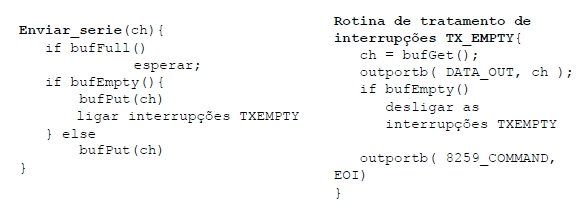 Enviar_serie(ch){
if bufFull()
esperar;
if bufEmpty(){
bufPut(ch)
ligar interrupções TXEMPTY
} else
bufPut(ch)
}
Rotina de tratamento de
interrupções TX_EMPTY{
ch = bufGet();
outportb( DATA_OUT, ch );
if bufEmpty()
desligar as
interrupções TXEMPTY
outportb( 8259_COMMAND,
EOI)
}